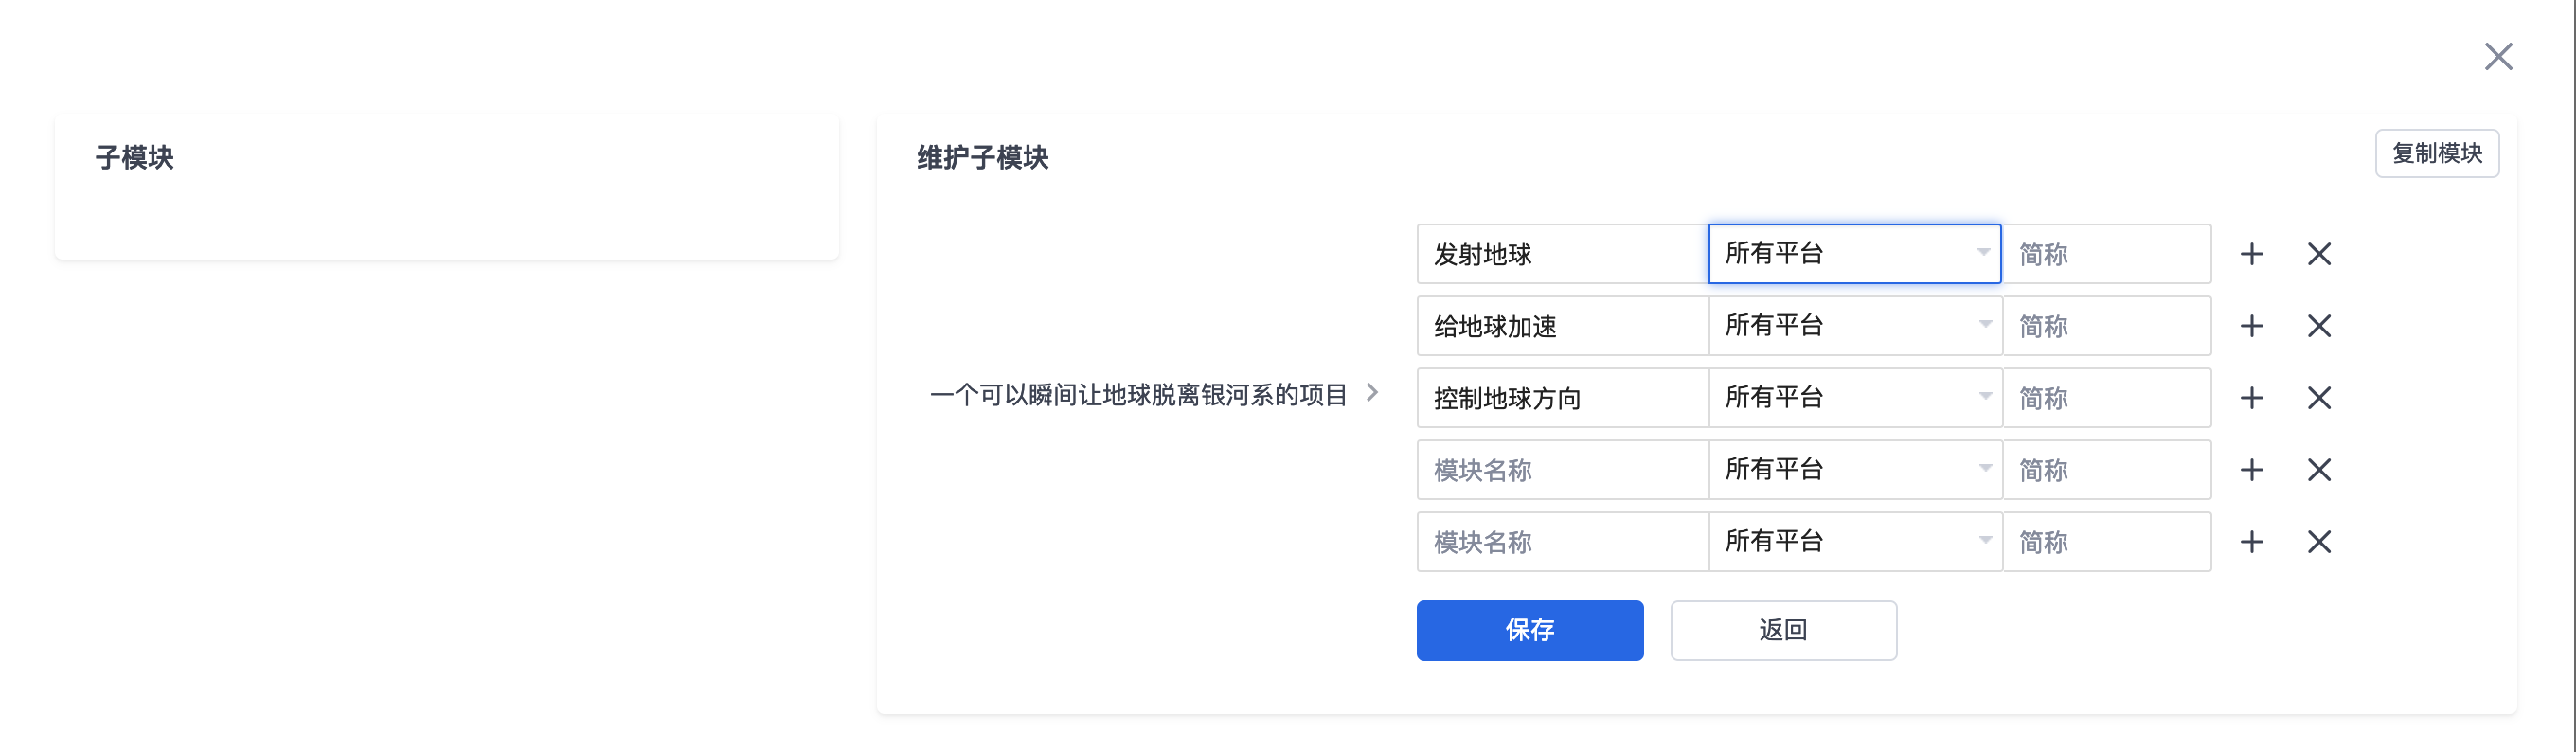 子模块
维护子模块
复制模块
一个可以瞬间让地球脱离银河系的项目
发射地球 所有平台 简称
给地球加速 所有平台 简称
控制地球方向 所有平台 简称
模块名称 所有平台 简称
模块名称 所有平台 简称
保存 返回